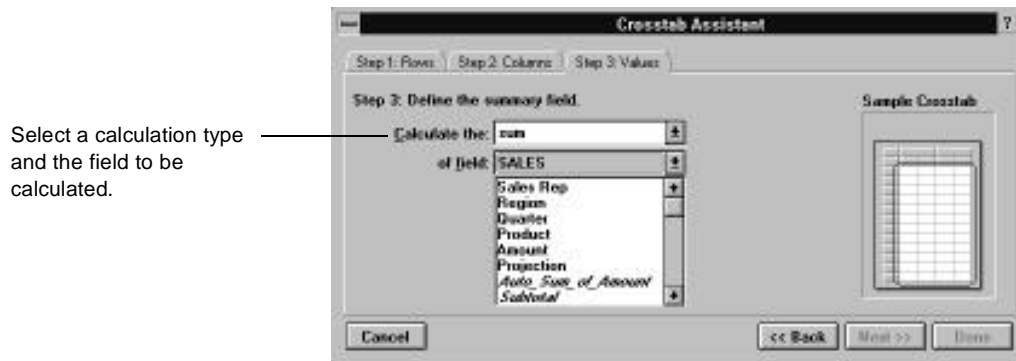 Crosstab Assistant ?
Step 1: Rows Step 2: Columns Step 3: Values
Step 3: Define the summary field.
Sample Crosstab
Select a calculation type
and the field to be
calculated.
Calculate the: sum
of field: SALES
Sales Rep
Region
Quarter
Product
Amount
Projection
Auto_Sum_of_Amount
Subtotal
Cancel
<< Back Next >> Done